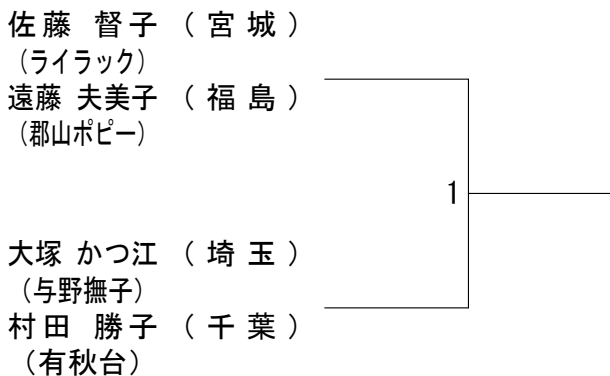 佐藤 督子 （ 宮 城 ）
（ライラック）
遠藤 夫美子 （ 福 島 ）
（郡山ポピー）
1
大塚 かつ江 （ 埼 玉 ）
（与野撫子）
村田 勝子 （ 千 葉 ）
（有秋台）